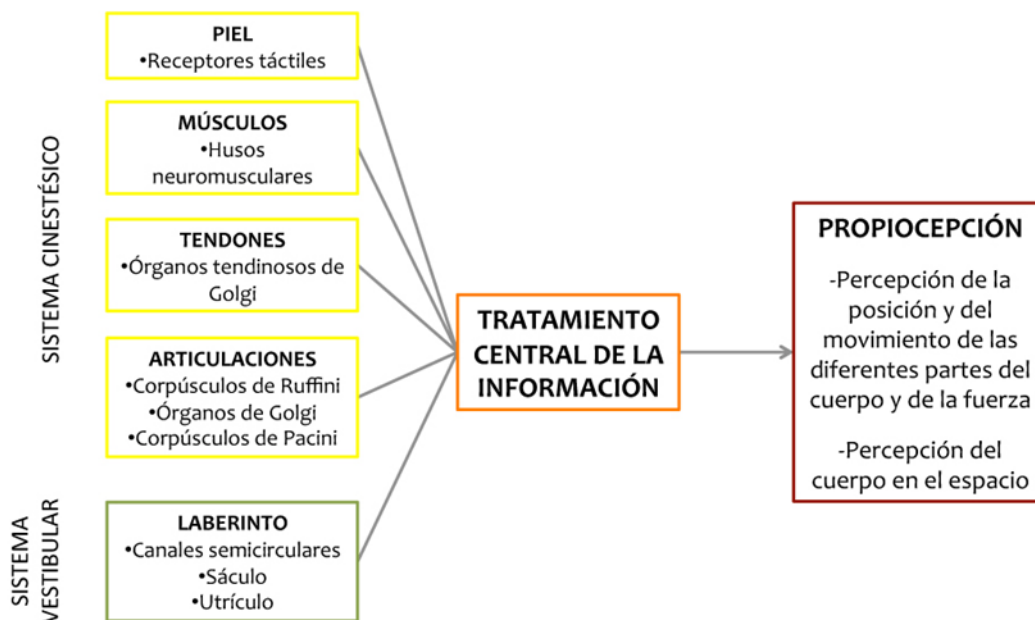 SISTEMA CINESTÉSICO
PIEL
•Receptores táctiles
MÚSCULOS
•Husos
neuromusculares
TENDONES
•Órganos tendinosos de
Golgi
ARTICULACIONES
•Corpúsculos de Ruffini
•Órganos de Golgi
•Corpúsculos de Pacini
SISTEMA
VESTIBULAR
LABERINTO
•Canales semicirculares
•Sáculo
•Utrículo
TRATAMIENTO
CENTRAL DE LA
INFORMACIÓN
PROPIOCEPCIÓN
-Percepción de la
posición y del
movimiento de las
diferentes partes del
cuerpo y de la fuerza
-Percepción del
cuerpo en el espacio